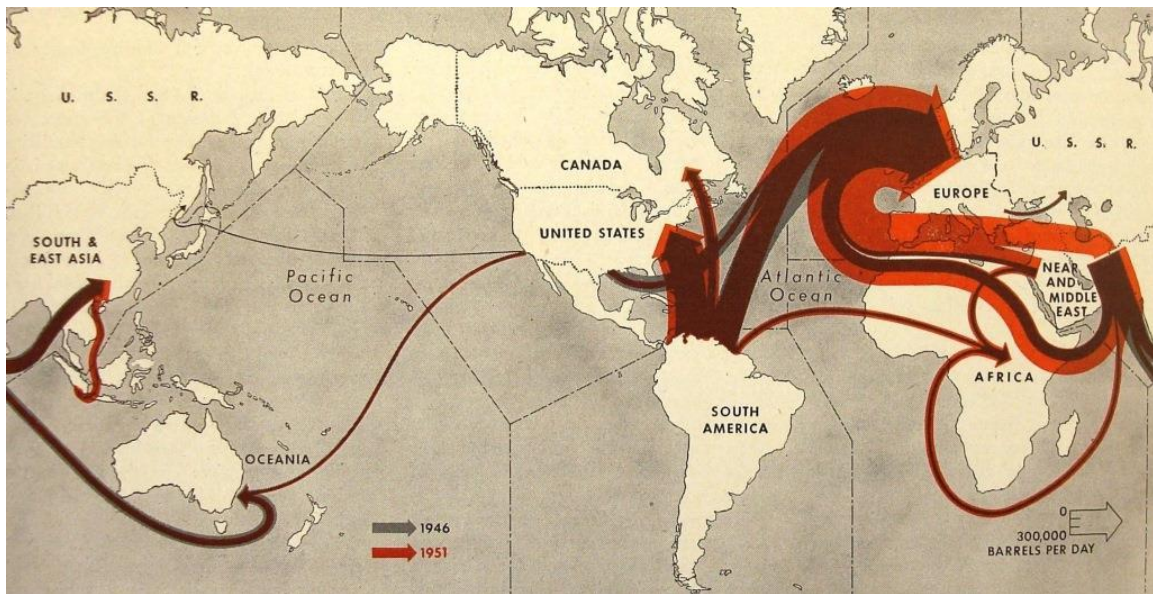 U. S. S. R.
CANADA
U. S. S. R.
EUROPE
SOUTH &
EAST ASIA
UNITED STATES
Pacific
Ocean
Atlantic
Ocean
NEAR
AND
MIDDLE
EAST
AFRICA
SOUTH
AMERICA
OCEANIA
1946
1951
0
300,000
BARRELS PER DAY